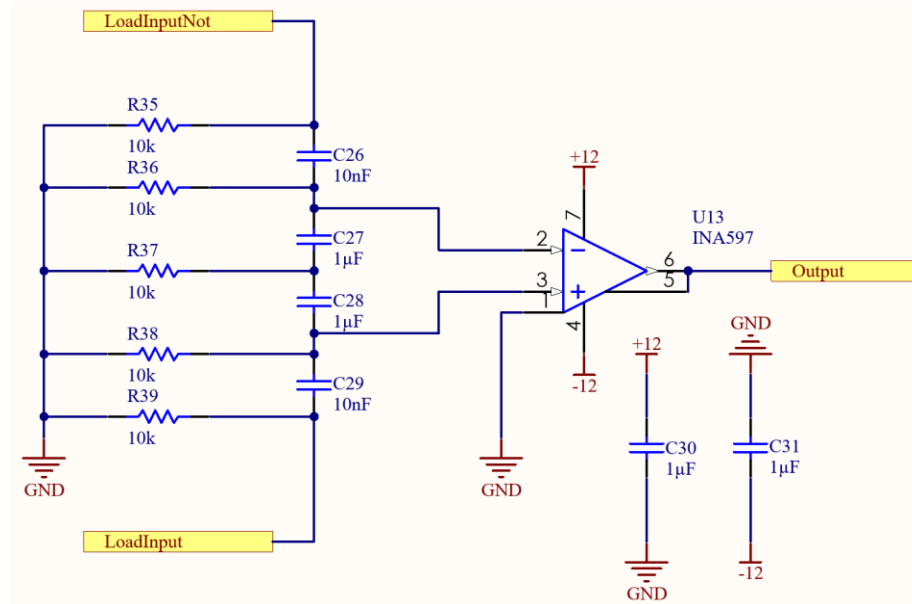 LoadInputNot
R35
10k
C26
10nF
R36
10k
+12
7
U13
INA597
C27
1µF
2
R37
10k
6
5
Output
C28
1µF
3
1
4
GND
R38
10k
C29
10nF
+12
-12
R39
10k
C30
1µF
C31
1µF
GND
GND
LoadInput
GND
-12